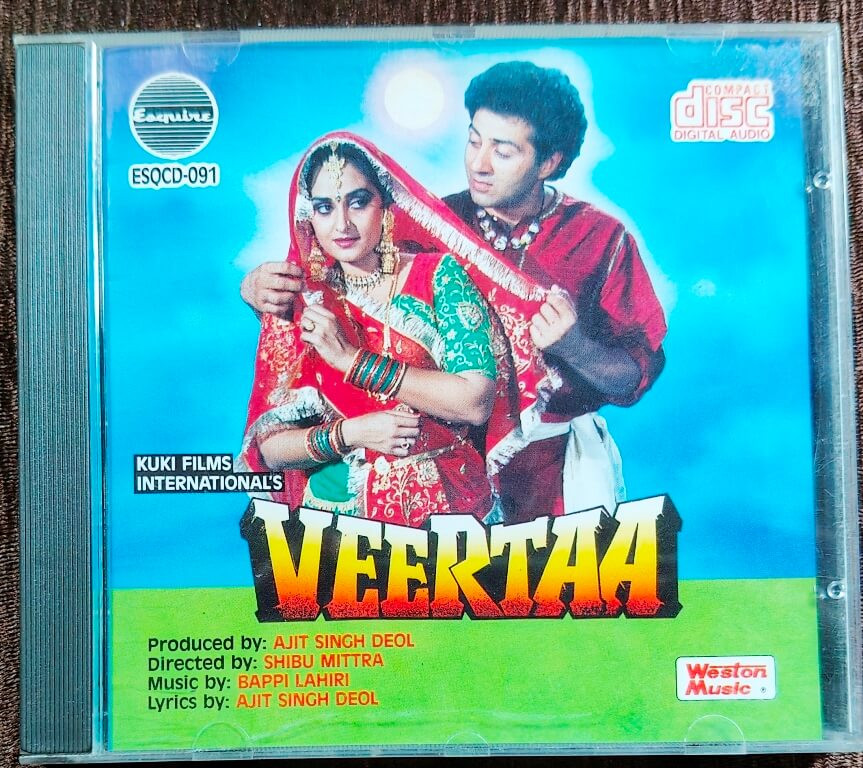 Esquire
ESQCD-091
COMPACT
disc
DIGITAL AUDIO
KUKI FILMS
INTERNATIONAL'S
VEERTAA
Produced by: AJIT SINGH DEOL
Directed by: SHIBU MITTRA
Music by: BAPPI LAHIRI
Lyrics by: AJIT SINGH DEOL
Weston
Music ®